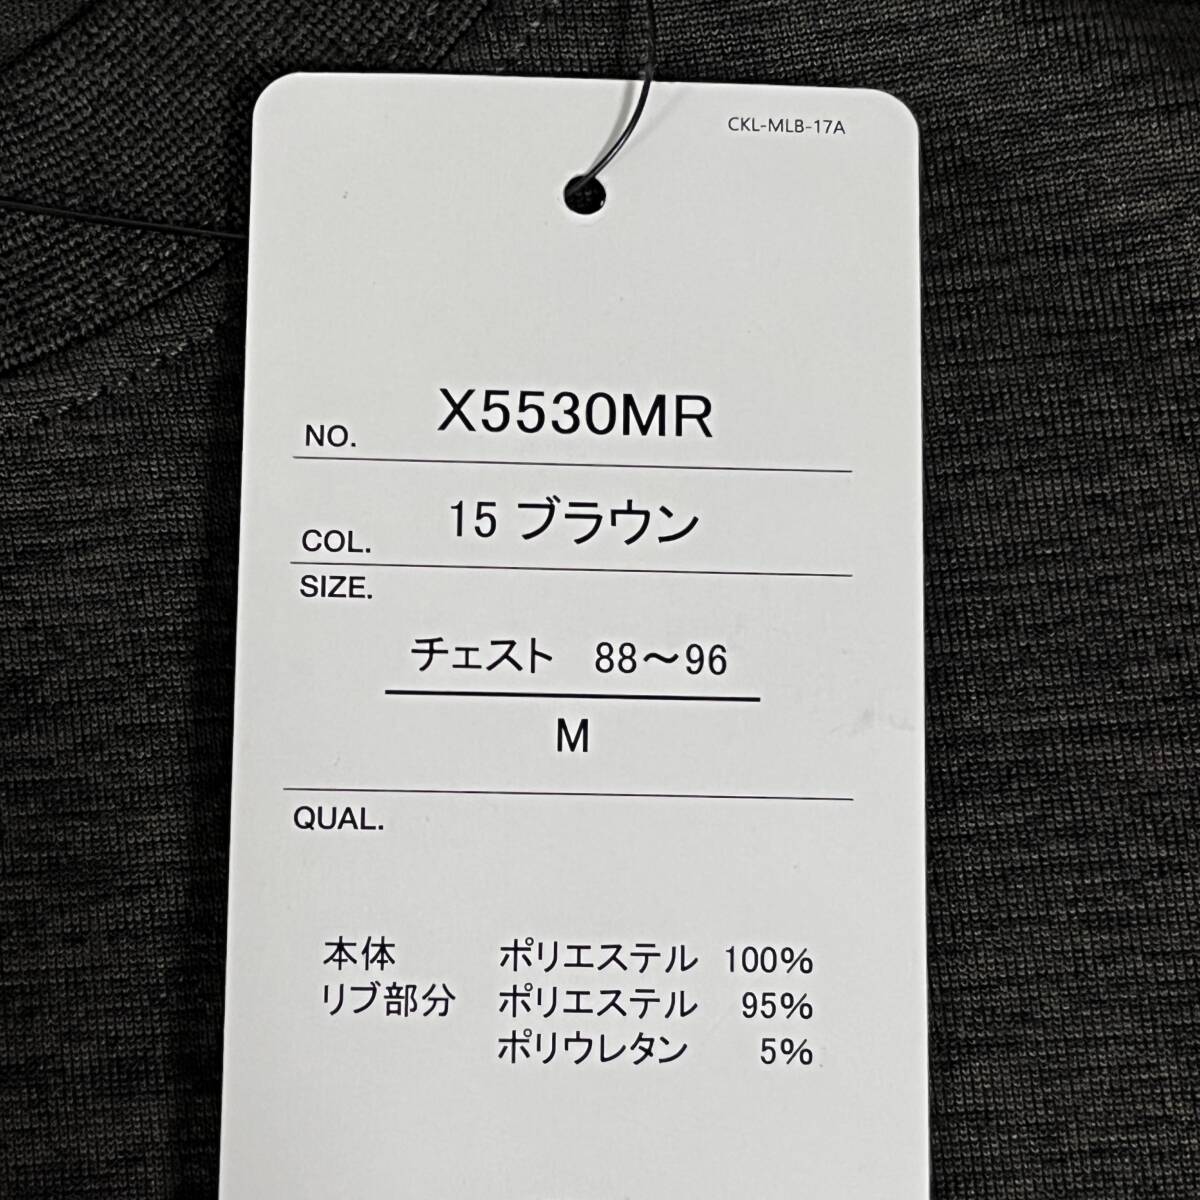 CKL-MLB-17A
NO. X5530MR
COL. 15 ブラウン
SIZE.
チェスト 88〜96
M
QUAL.
本体 ポリエステル 100%
リブ部分 ポリエステル 95%
ポリウレタン 5%